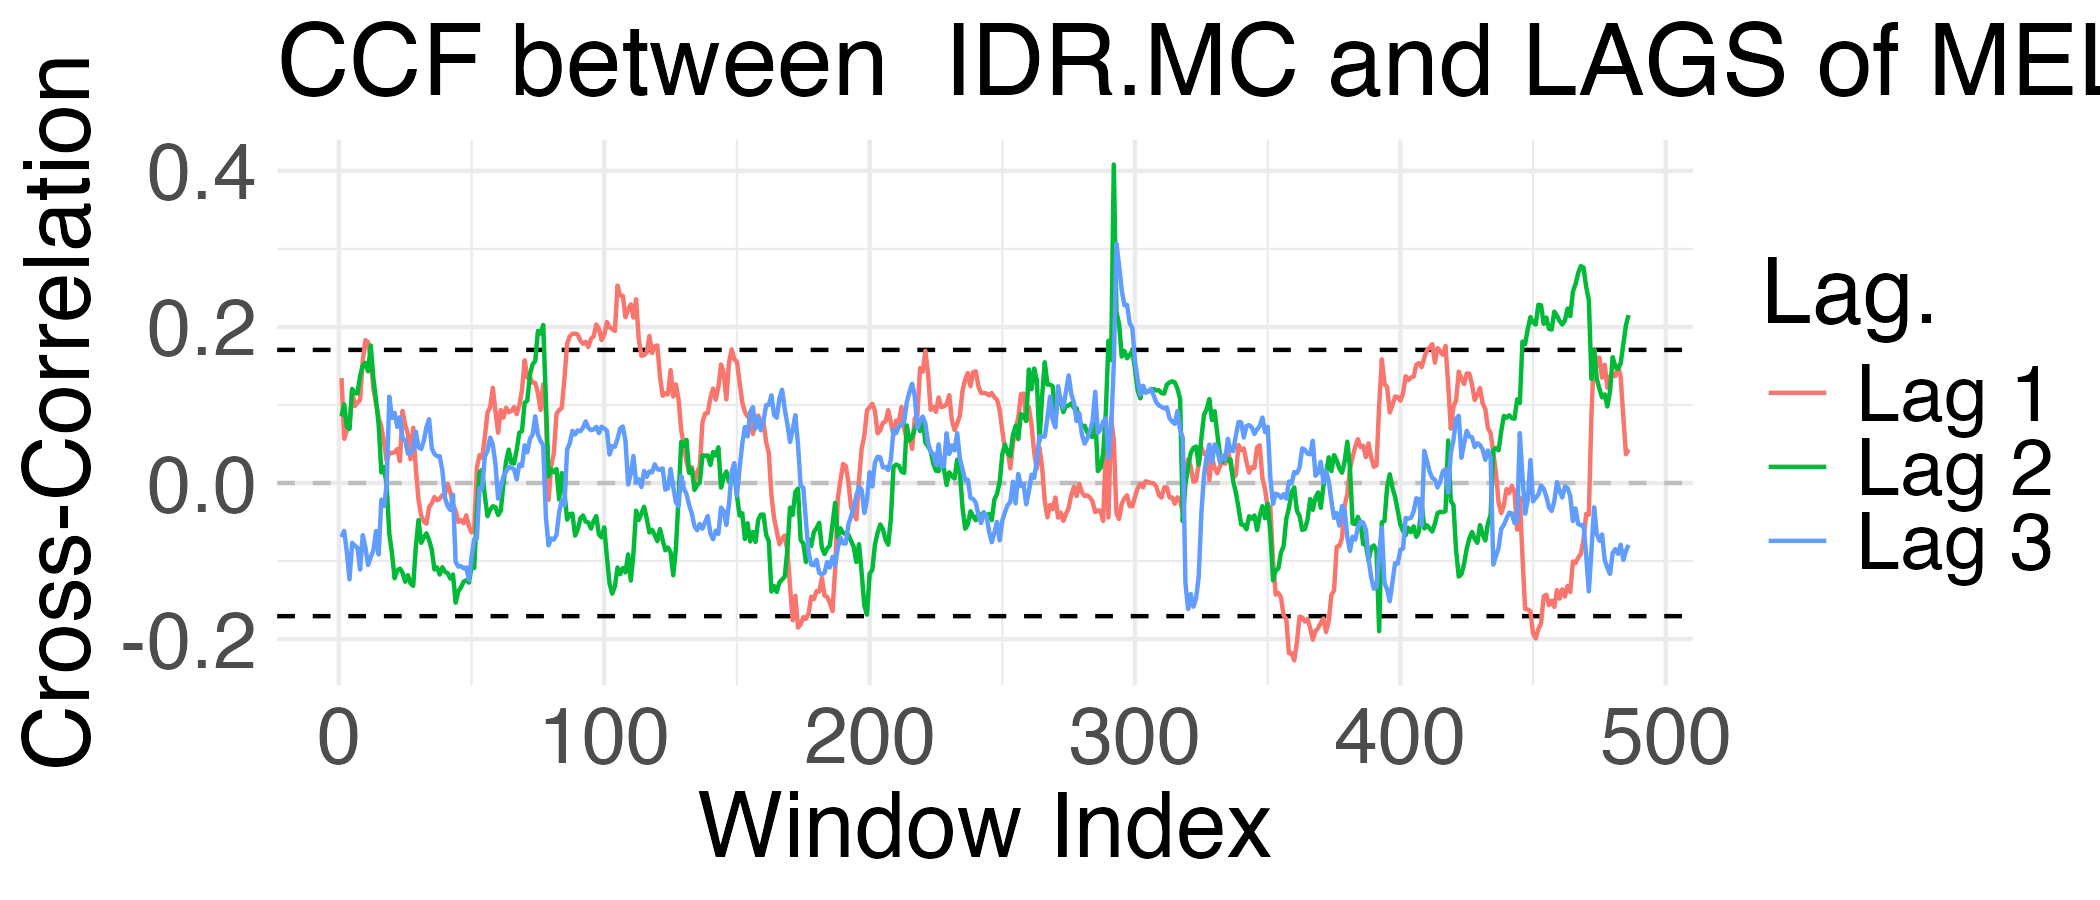 CCF between  IDR.MC and LAGS of MEL
Cross-Correlation
0.4
0.2
0.0
-0.2
0
100
200
300
400
500
Window Index
Lag.
Lag 1
Lag 2
Lag 3